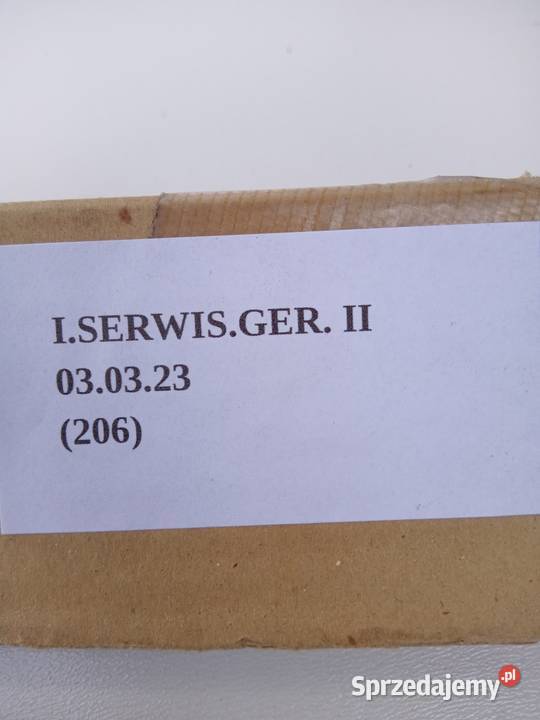 I.SERWIS.GER. II
03.03.23
(206)
Sprzedajemy.pl